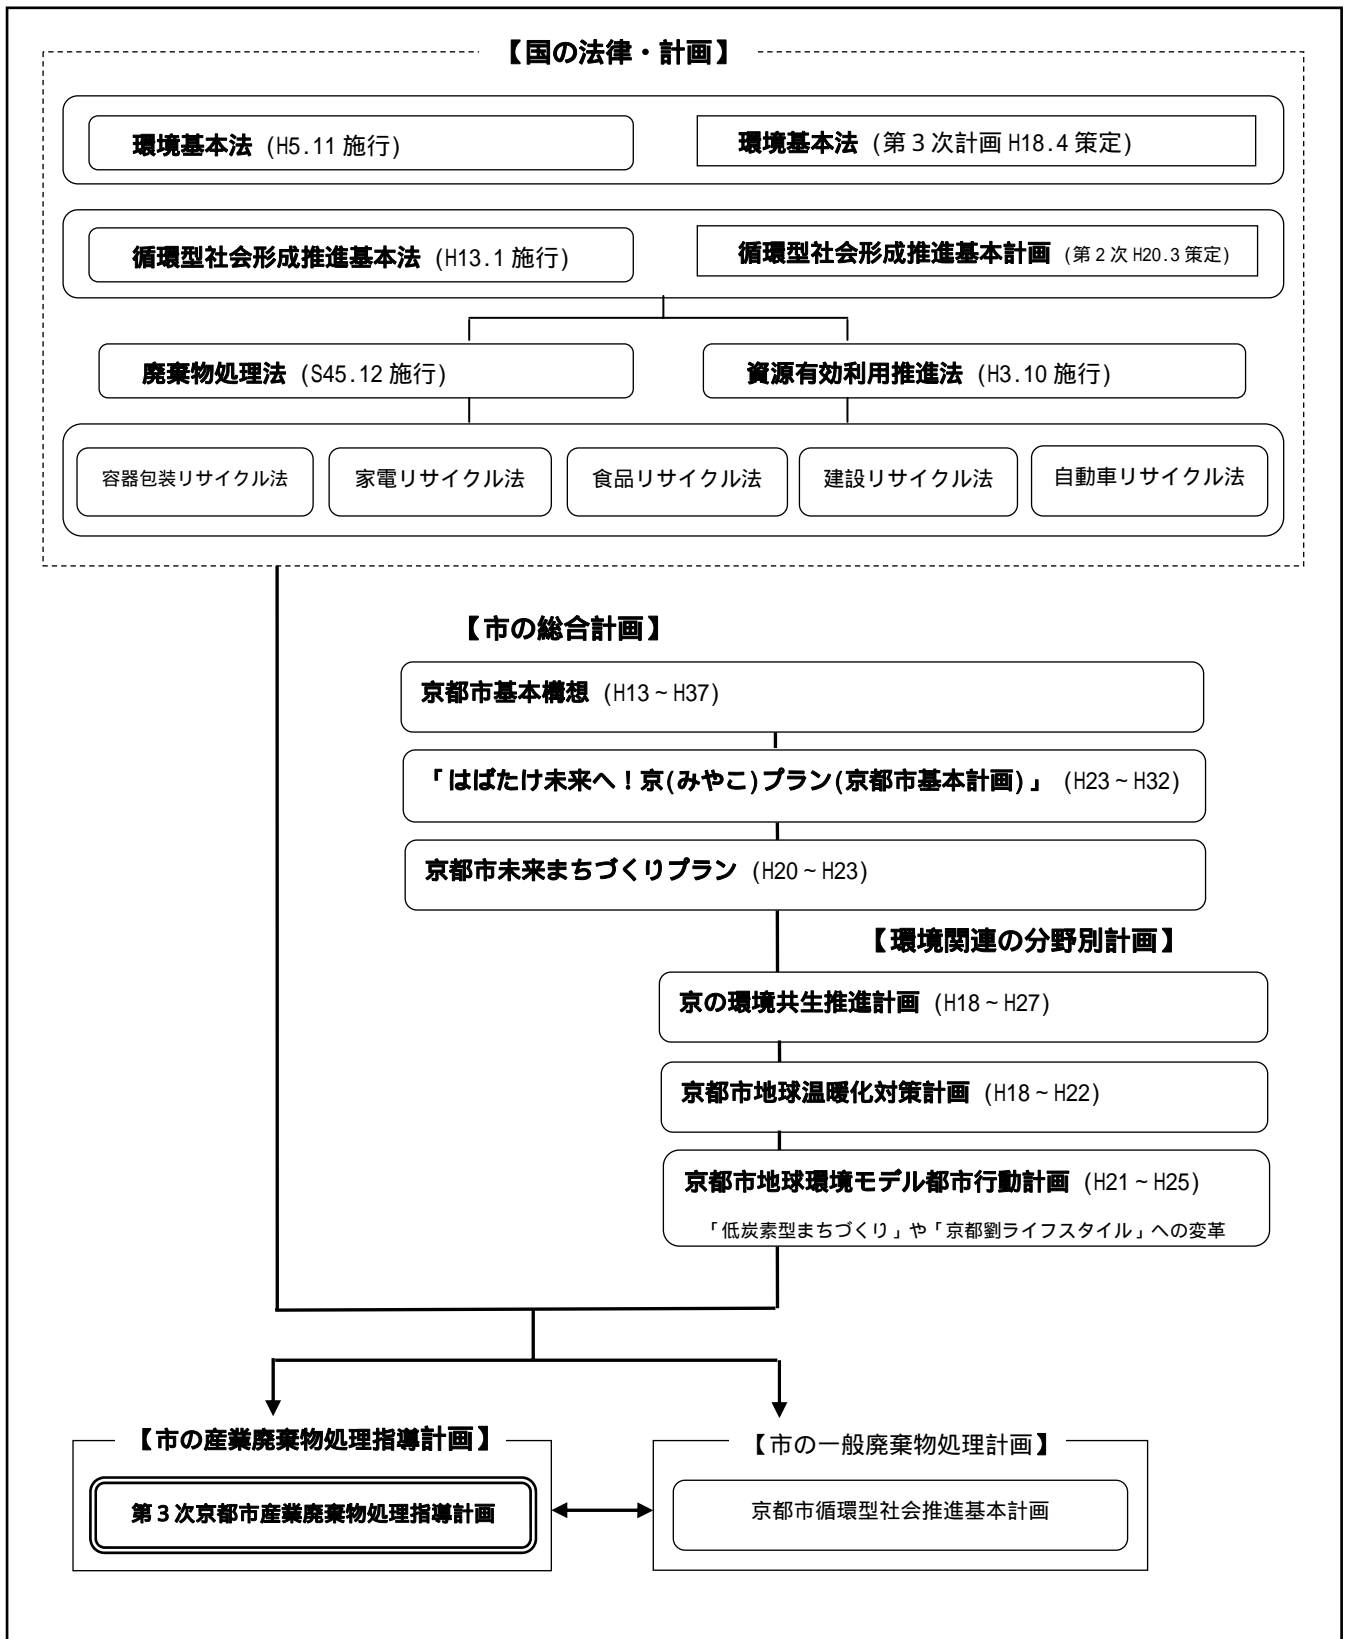 【国の法律・計画】
環境基本法 (H5.11 施行)
環境基本法 (第３次計画 H18.4 策定)
循環型社会形成推進基本法 (H13.1 施行)
循環型社会形成推進基本計画 (第２次 H20.3 策定)
廃棄物処理法 (S45.12 施行)
資源有効利用推進法 (H3.10 施行)
容器包装リサイクル法
家電リサイクル法
食品リサイクル法
建設リサイクル法
自動車リサイクル法
【市の総合計画】
京都市基本構想 (H13～H37)
「はばたけ未来へ！京(みやこ)プラン(京都市基本計画)」 (H23～H32)
京都市未来まちづくりプラン (H20～H23)
【環境関連の分野別計画】
京の環境共生推進計画 (H18～H27)
京都市地球温暖化対策計画 (H18～H22)
京都市地球環境モデル都市行動計画 (H21～H25)
「低炭素型まちづくり」や「京都劉ライフスタイル」への変革
【市の産業廃棄物処理指導計画】
第３次京都市産業廃棄物処理指導計画
【市の一般廃棄物処理計画】
京都市循環型社会推進基本計画